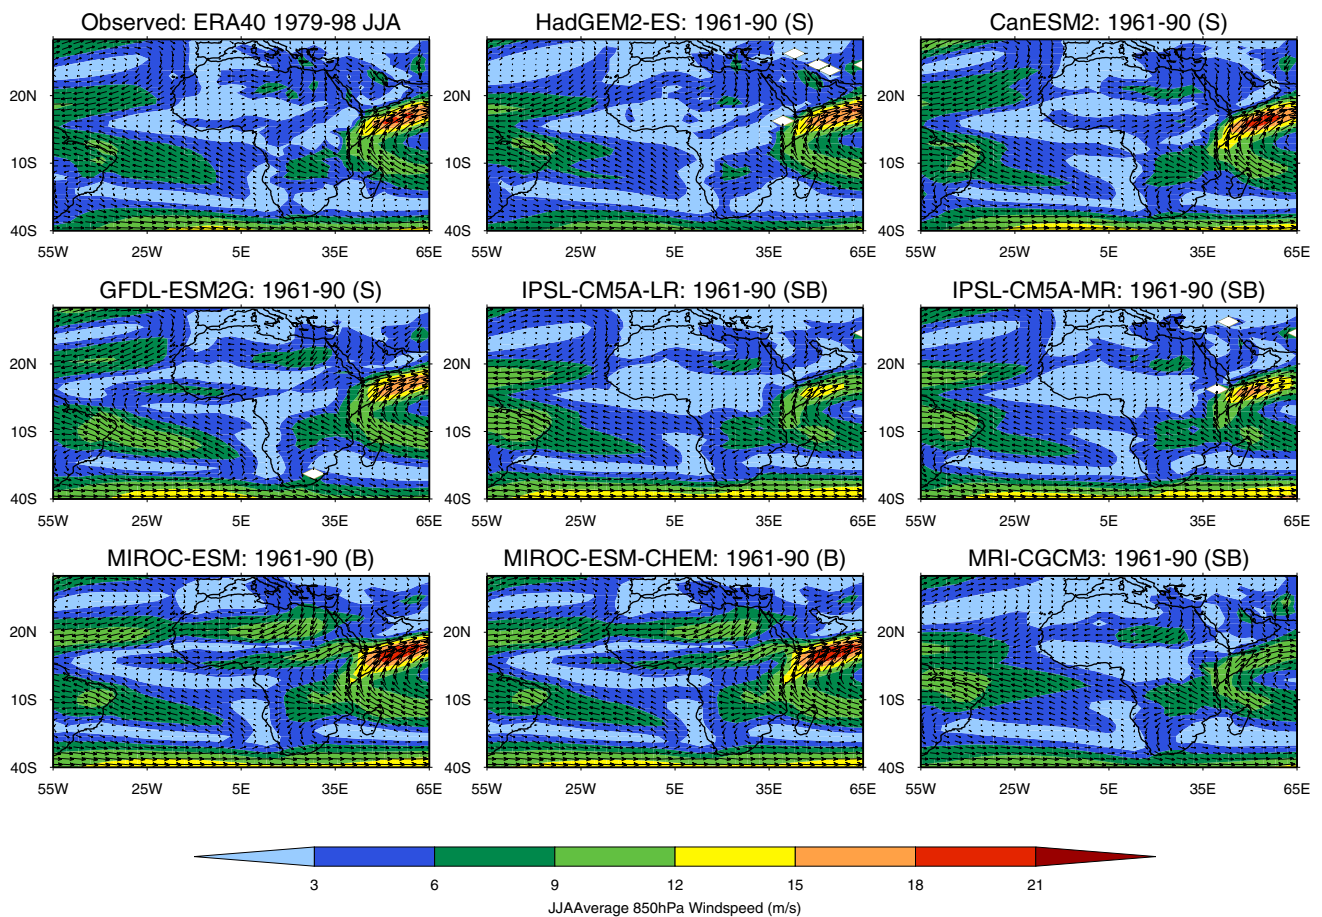 Observed: ERA40 1979-98 JJA
HadGEM2-ES: 1961-90 (S)
CanESM2: 1961-90 (S)
20N
10S
40S
55W 25W 5E 35E 65E
20N
10S
40S
55W 25W 5E 35E 65E
20N
10S
40S
55W 25W 5E 35E 65E
GFDL-ESM2G: 1961-90 (S)
IPSL-CM5A-LR: 1961-90 (SB)
IPSL-CM5A-MR: 1961-90 (SB)
20N
10S
40S
55W 25W 5E 35E 65E
20N
10S
40S
55W 25W 5E 35E 65E
20N
10S
40S
55W 25W 5E 35E 65E
MIROC-ESM: 1961-90 (B)
MIROC-ESM-CHEM: 1961-90 (B)
MRI-CGCM3: 1961-90 (SB)
20N
10S
40S
55W 25W 5E 35E 65E
20N
10S
40S
55W 25W 5E 35E 65E
20N
10S
40S
55W 25W 5E 35E 65E
3 6 9 12 15 18 21
JJAAverage 850hPa Windspeed (m/s)